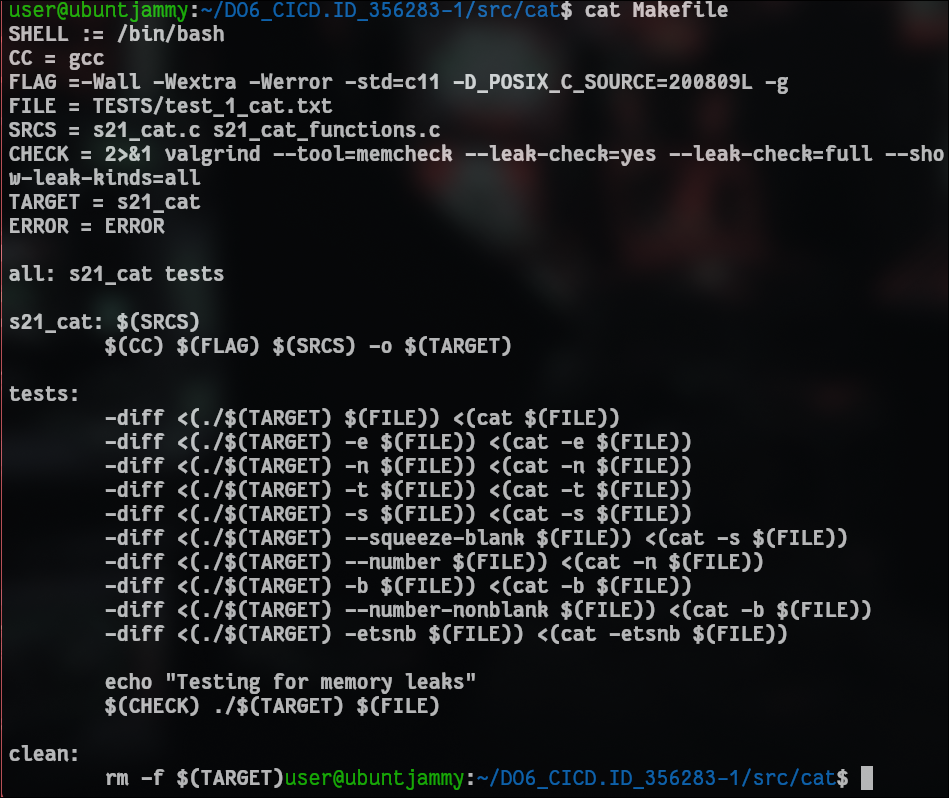 user@ubuntjammy:~/DO6_CICD.ID_356283-1/src/cat$ cat Makefile
SHELL := /bin/bash
CC = gcc
FLAG =-Wall -Wextra -Werror -std=c11 -D_POSIX_C_SOURCE=200809L -g
FILE = TESTS/test_1_cat.txt
SRCS = s21_cat.c s21_cat_functions.c
CHECK = 2>&1 valgrind --tool=memcheck --leak-check=yes --leak-check=full --sho
w-leak-kinds=all
TARGET = s21_cat
ERROR = ERROR

all: s21_cat tests

s21_cat: $(SRCS)
        $(CC) $(FLAG) $(SRCS) -o $(TARGET)

tests:
        -diff <(./$(TARGET) $(FILE)) <(cat $(FILE))
        -diff <(./$(TARGET) -e $(FILE)) <(cat -e $(FILE))
        -diff <(./$(TARGET) -n $(FILE)) <(cat -n $(FILE))
        -diff <(./$(TARGET) -t $(FILE)) <(cat -t $(FILE))
        -diff <(./$(TARGET) -s $(FILE)) <(cat -s $(FILE))
        -diff <(./$(TARGET) --squeeze-blank $(FILE)) <(cat -s $(FILE))
        -diff <(./$(TARGET) --number $(FILE)) <(cat -n $(FILE))
        -diff <(./$(TARGET) -b $(FILE)) <(cat -b $(FILE))
        -diff <(./$(TARGET) --number-nonblank $(FILE)) <(cat -b $(FILE))
        -diff <(./$(TARGET) -etsnb $(FILE)) <(cat -etsnb $(FILE))

        echo "Testing for memory leaks"
        $(CHECK) ./$(TARGET) $(FILE)

clean:
        rm -f $(TARGET)user@ubuntjammy:~/DO6_CICD.ID_356283-1/src/cat$